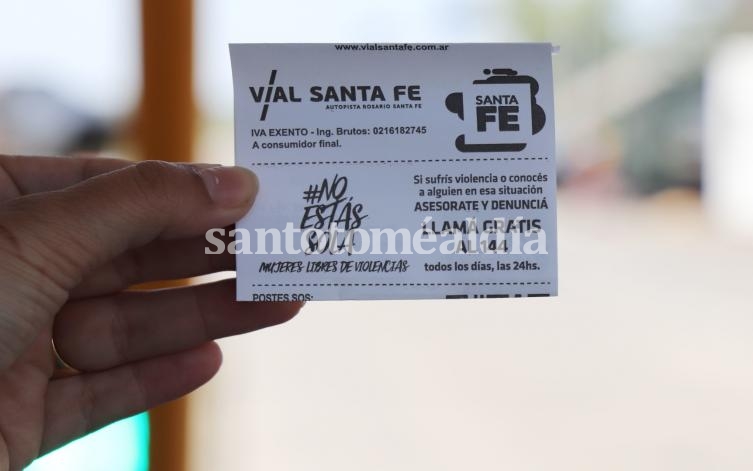 www.vialsantafe.com.ar
VIAL SANTA FE
AUTOPISTA ROSARIO SANTA FE
SANTA
FE
IVA EXENTO - Ing. Brutos: 0216182745
A consumidor final.
#NO
ESTÁS
SOLA
MUJERES LIBRES DE VIOLENCIAS
Si sufrís violencia o conocés
a alguien en esa situación
ASESORATE Y DENUNCIÁ
LLAMÁ GRATIS
AL 144
todos los días, las 24hs.
santotoméaldía
POSTES SOS: